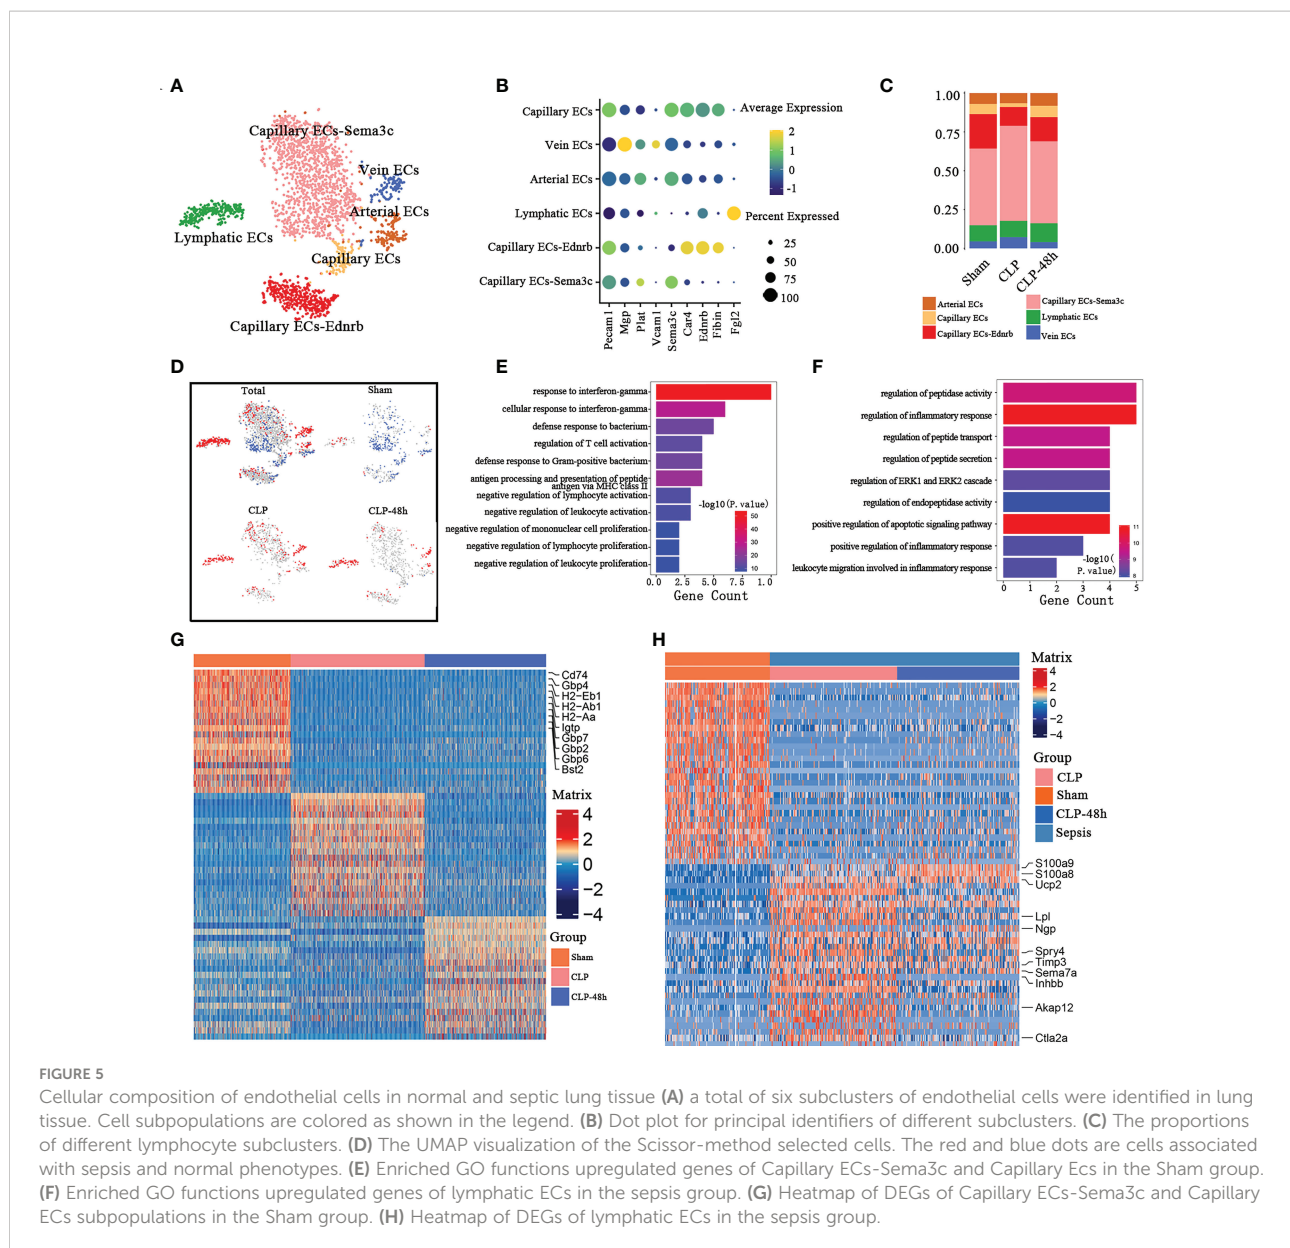 A
Capillary ECs-Sema3c
Vein ECs
Arterial ECs
Lymphatic ECs
Capillary ECs
Capillary ECs-Ednrb
B
Capillary ECs
Vein ECs
Arterial ECs
Lymphatic ECs
Capillary ECs-Ednrb
Capillary ECs-Sema3c
Pecam1
Mgp
Plat
Vcam1
Sema3c
Car4
Ednrb
Fibin
Fgl2
Average Expression
2
1
0
-1
Percent Expressed
25
50
75
100
C
1.00
0.75
0.50
0.25
0.00
Sham
CLP
CLP-48h
Arterial ECs
Capillary ECs
Capillary ECs-Ednrb
Capillary ECs-Sema3c
Lymphatic ECs
Vein ECs
D
Total
Sham
CLP
CLP-48h
E
response to interferon-gamma
cellular response to interferon-gamma
defense response to bacterium
regulation of T cell activation
defense response to Gram-positive bacterium
antigen processing and presentation of peptide
antigen via MHC class II
negative regulation of lymphocyte activation
negative regulation of leukocyte activation
negative regulation of mononuclear cell proliferation
negative regulation of lymphocyte proliferation
negative regulation of leukocyte proliferation
-log10(P.value)
50
40
30
20
10
0.0 2.5 5.0 7.5 1.0
Gene Count
F
regulation of peptidase activity
regulation of inflammatory response
regulation of peptide transport
regulation of peptide secretion
regulation of ERK1 and ERK2 cascade
regulation of endopeptidase activity
positive regulation of apoptotic signaling pathway
positive regulation of inflammatory response
leukocyte migration involved in inflammatory response
-log10(
P.value)
11
10
9
8
0 1 2 3 4 5
Gene Count
G
Cd74
Gbp4
H2-Eb1
H2-Ab1
H2-Aa
Igtp
Gbp7
Gbp2
Gbp6
Bst2
Matrix
4
2
0
−2
−4
Group
Sham
CLP
CLP-48h
H
S100a9
S100a8
Ucp2
Lpl
Ngp
Spry4
Timp3
Sema7a
Inhbb
Akap12
Ctla2a
Matrix
4
2
0
−2
−4
Group
CLP
Sham
CLP-48h
Sepsis
FIGURE 5
Cellular composition of endothelial cells in normal and septic lung tissue (A) a total of six subclusters of endothelial cells were identified in lung
tissue. Cell subpopulations are colored as shown in the legend. (B) Dot plot for principal identifiers of different subclusters. (C) The proportions
of different lymphocyte subclusters. (D) The UMAP visualization of the Scissor-method selected cells. The red and blue dots are cells associated
with sepsis and normal phenotypes. (E) Enriched GO functions upregulated genes of Capillary ECs-Sema3c and Capillary Ecs in the Sham group.
(F) Enriched GO functions upregulated genes of lymphatic ECs in the sepsis group. (G) Heatmap of DEGs of Capillary ECs-Sema3c and Capillary
ECs subpopulations in the Sham group. (H) Heatmap of DEGs of lymphatic ECs in the sepsis group.